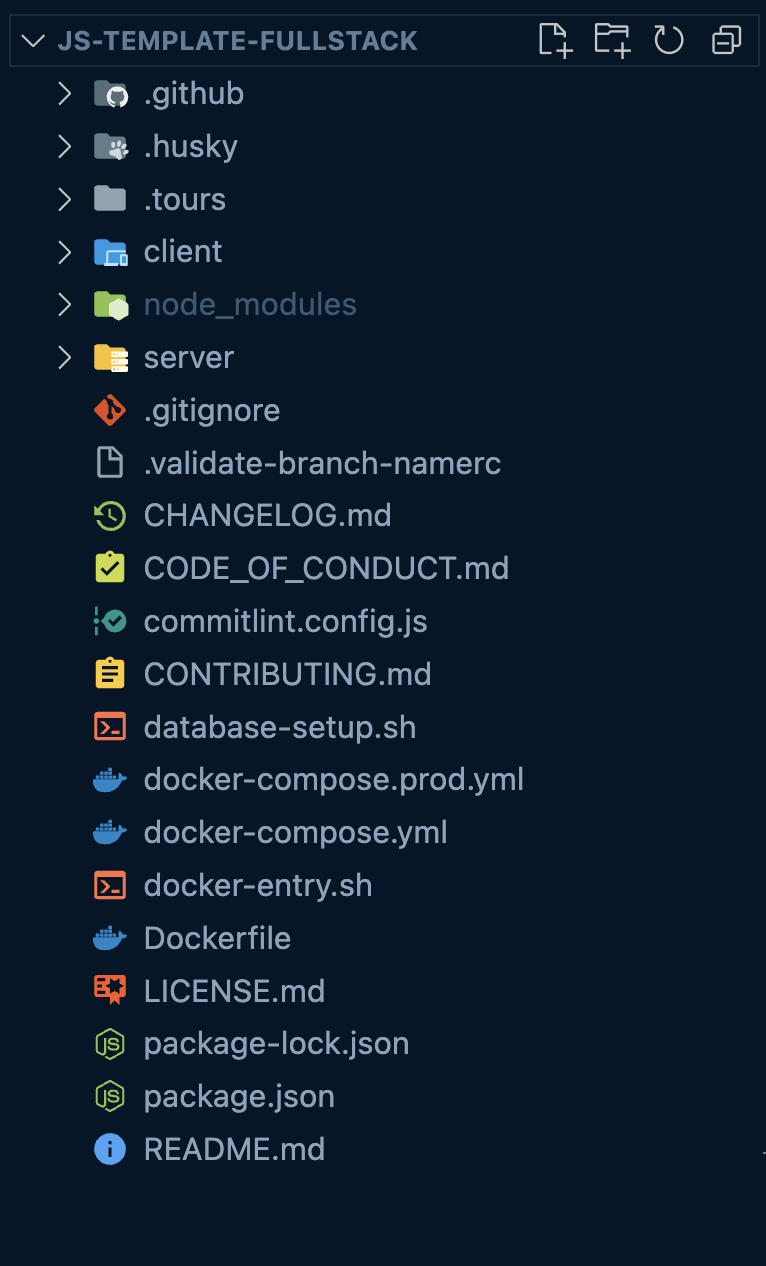 JS-TEMPLATE-FULLSTACK
.github
.husky
.tours
client
node_modules
server
.gitignore
.validate-branch-namerc
CHANGELOG.md
CODE_OF_CONDUCT.md
commitlint.config.js
CONTRIBUTING.md
database-setup.sh
docker-compose.prod.yml
docker-compose.yml
docker-entry.sh
Dockerfile
LICENSE.md
package-lock.json
package.json
README.md